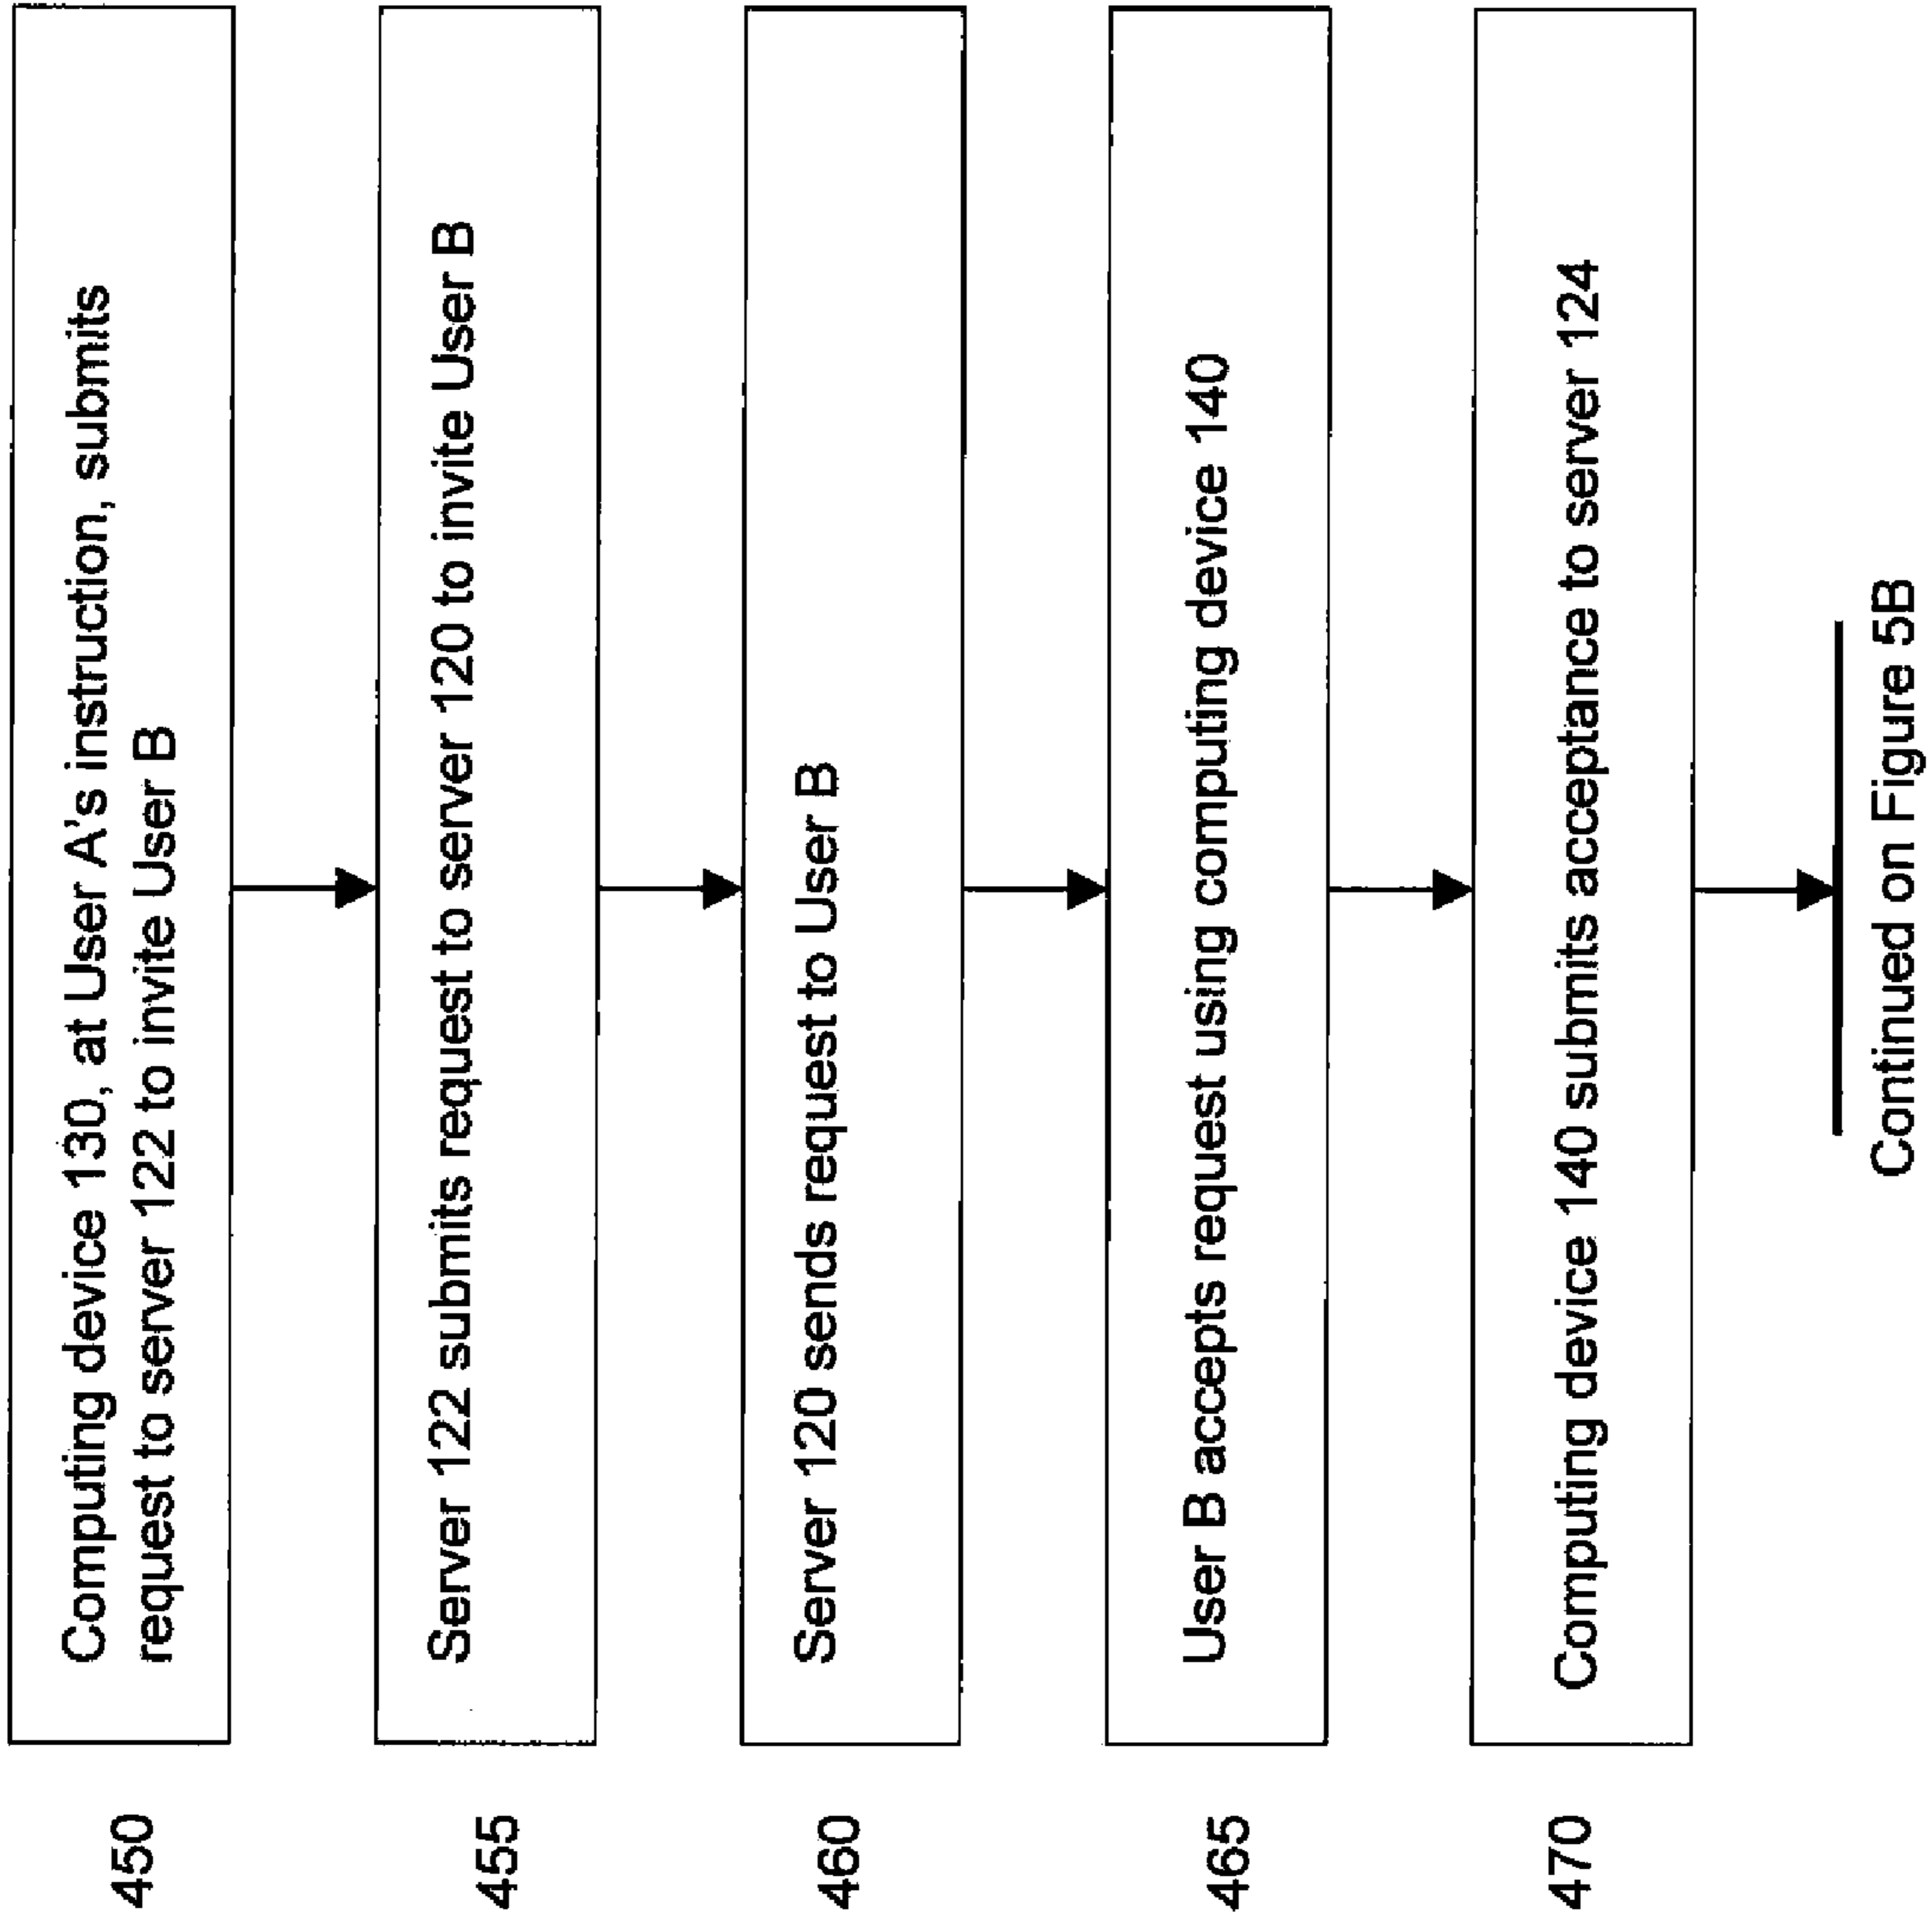 450
Computing device 130, at User A's instruction, submits
request to server 122 to invite User B
455
Server 122 submits request to server 120 to invite User B
460
Server 120 sends request to User B
465
User B accepts request using computing device 140
470
Computing device 140 submits acceptance to server 124
Continued on Figure 5B